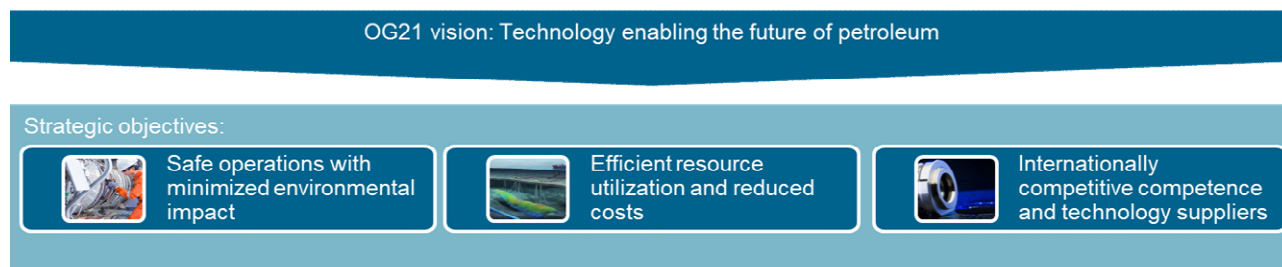 OG21 vision: Technology enabling the future of petroleum
Strategic objectives:
Safe operations with
minimized environmental
impact
Efficient resource
utilization and reduced
costs
Internationally
competitive competence
and technology suppliers